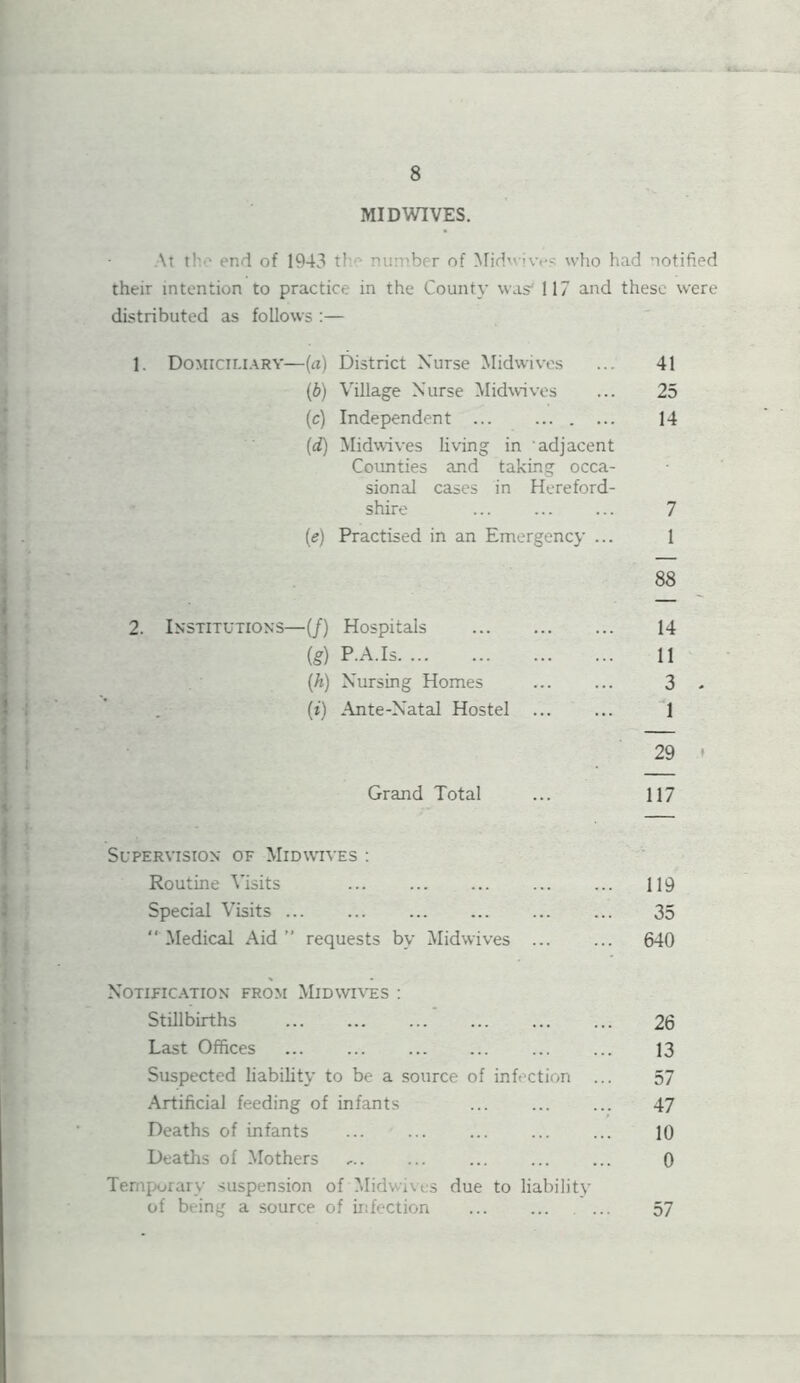 8
MIDWIVES.
At the end of 1943 the number of Midwives who had notified
their intention to practice in the County was 117 and these were
distributed as follows :—
1. DOMICILIARY—(a) District Nurse Midwives ... 41
(b) Village Nurse Midwives ... 25
(c) Independent ... ... . ... 14
(d) Midwives living in adjacent
Counties and taking occa-
sional cases in Hereford-
shire ... ... ... 7
(e) Practised in an Emergency ... 1
88
2. INSTITUTIONS—(f) Hospitals ... ... ... 14
(g) P.A.Is. ... ... ... ... 11
(h) Nursing Homes ... ... 3
(i) Ante-Natal Hostel ... ... 1
29
Grand Total ... 117
SUPERVISION OF MIDWIVES :
Routine Visits ... ... ... ... ... 119
Special Visits ... ... ... ... ... ... 35
" Medical Aid " requests by Midwives ... ... 640
NOTIFICATION FROM MIDWIVES :
Stillbirths ... ... ... ... ... ... 26
Last Offices ... ... ... ... ... ... 13
Suspected liability to be a source of infection ... 57
Artificial feeding of infants ... ... ... 47
Deaths of infants ... ... ... ... ... 10
Deaths of Mothers ... ... ... ... ... 0
Temporary suspension of Midwives due to liability
of being a source of infection ... ... ... 57